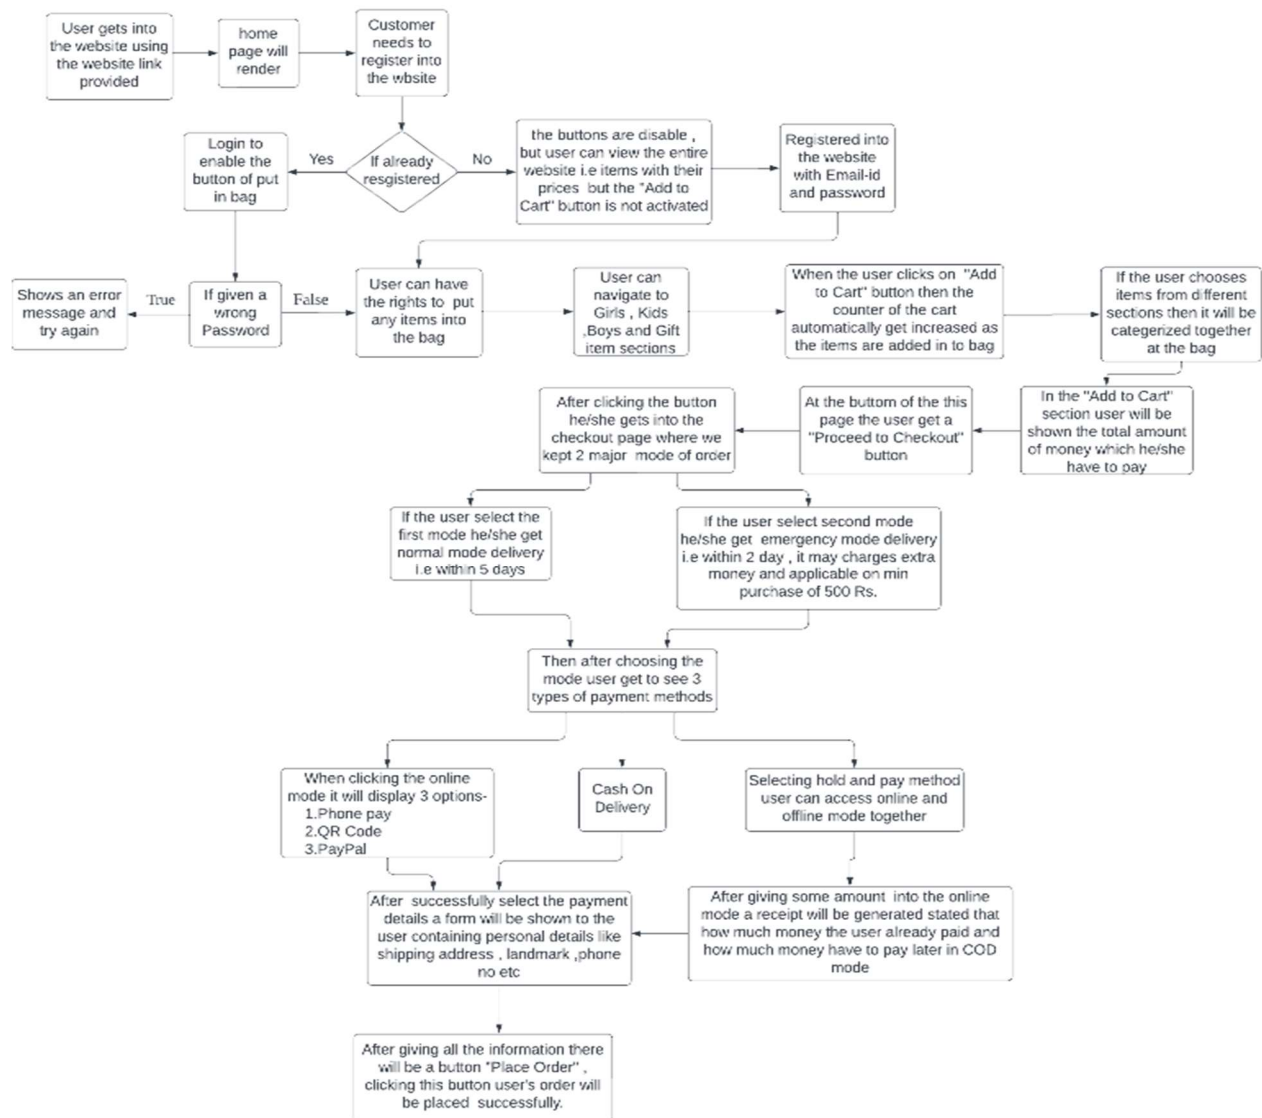 User gets into
the website using
the website link
provided
home
page will
render
Customer
needs to
register into
the wbsite
If already
resgistered
Yes
No
Login to
enable the
button of put
in bag
the buttons are disable ,
but user can view the entire
website i.e items with their
prices but the "Add to
Cart" button is not activated
Registered into
the website
with Email-id
and password
If given a
wrong
Password
True
False
Shows an error
message and
try again
User can have
the rights to put
any items into
the bag
User can
navigate to
Girls , Kids
,Boys and Gift
item sections
When the user clicks on "Add
to Cart" button then the
counter of the cart
automatically get increased as
the items are added in to bag
If the user chooses
items from different
sections then it will be
categorized together
at the bag
In the "Add to Cart"
section user will be
shown the total amount
of money which he/she
have to pay
At the buttom of the this
page the user get a
"Proceed to Checkout"
button
After clicking the button
he/she gets into the
checkout page where we
kept 2 major mode of order
If the user select the
first mode he/she get
normal mode delivery
i.e within 5 days
If the user select second mode
he/she get emergency mode delivery
i.e within 2 day , it may charges extra
money and applicable on min
purchase of 500 Rs.
Then after choosing the
mode user get to see 3
types of payment methods
When clicking the online
mode it will display 3 options-
1.Phone pay
2.QR Code
3.PayPal
Cash On
Delivery
Selecting hold and pay method
user can access online and
offline mode together
After giving some amount into the online
mode a receipt will be generated stated that
how much money the user already paid and
how much money have to pay later in COD
mode
After successfully select the payment
details a form will be shown to the
user containing personal details like
shipping address , landmark ,phone
no etc
After giving all the information there
will be a button "Place Order" ,
clicking this button user's order will
be placed successfully.